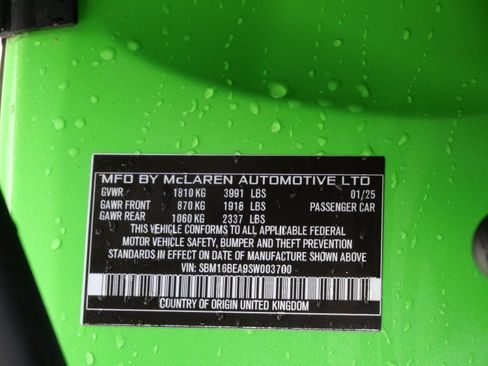 MFD BY McLAREN AUTOMOTIVE LTD
GVWR 1810 KG 3991 LBS 01/25
GAWR FRONT 870 KG 1918 LBS PASSENGER CAR
GAWR REAR 1060 KG 2337 LBS
THIS VEHICLE CONFORMS TO ALL APPLICABLE FEDERAL
MOTOR VEHICLE SAFETY, BUMPER AND THEFT PREVENTION
STANDARDS IN EFFECT ON DATE OF MANUFACTURE SHOWN ABOVE
VIN: SBM16BEA9SW003700
COUNTRY OF ORIGIN UNITED KINGDOM